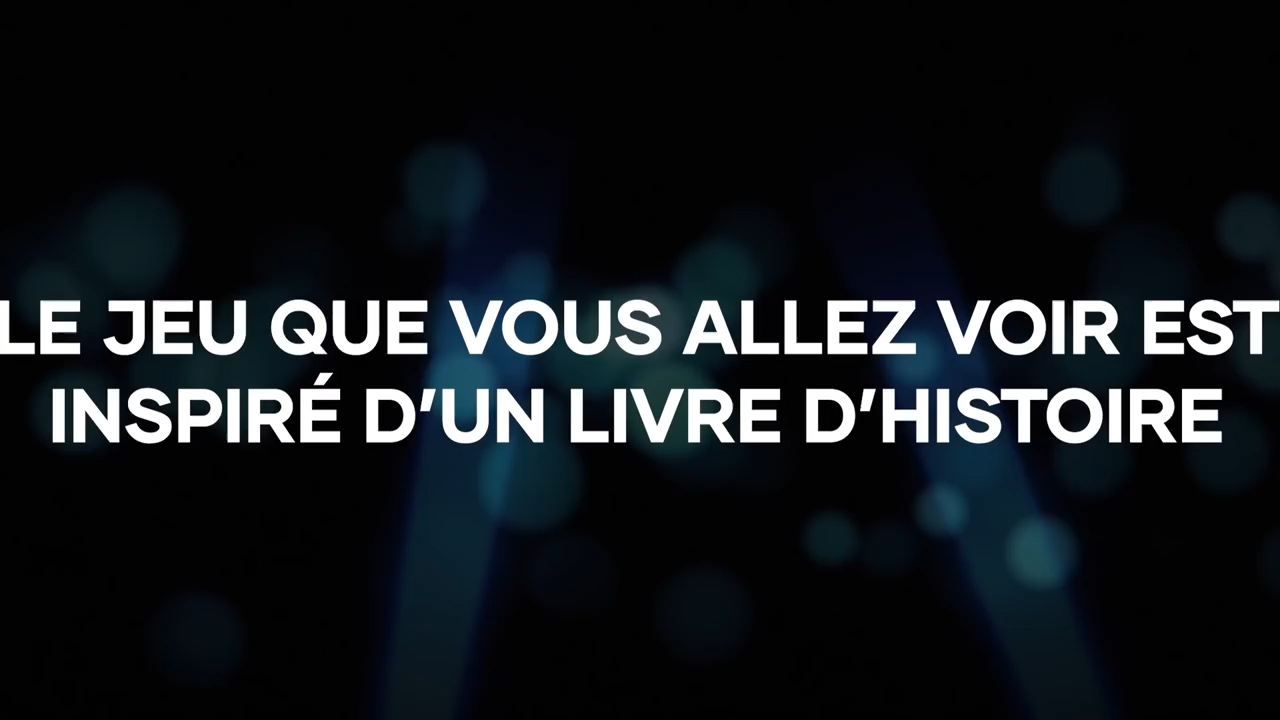 LE JEU QUE VOUS ALLEZ VOIR EST
INSPIRÉ D’UN LIVRE D’HISTOIRE